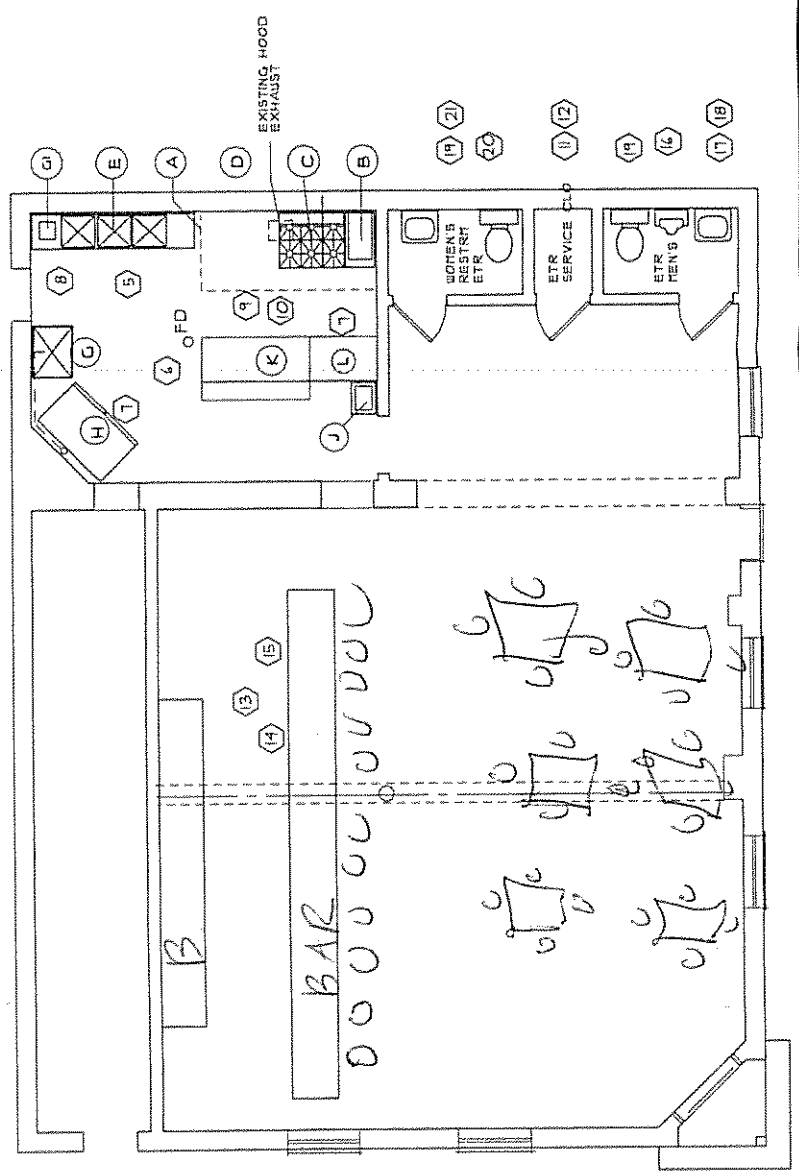 EXISTING HOOD
EXHAUST
G1
E
A
D
C
B
8
5
9
10
7
FD
6
G
H
7
K
L
J
19
21
20
11
12
19
16
17
18
WOMEN'S
RESTRM
ETR
ETR
SERVICE CLO
ETR
MEN'S
13
14
15
B
BAR